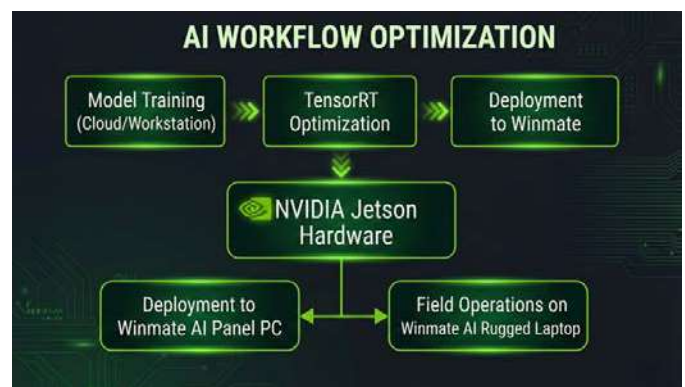 AI WORKFLOW OPTIMIZATION
Model Training
(Cloud/Workstation)
TensorRT
Optimization
Deployment
to Winmate
NVIDIA Jetson
Hardware
Deployment to
Winmate AI Panel PC
Field Operations on
Winmate AI Rugged Laptop